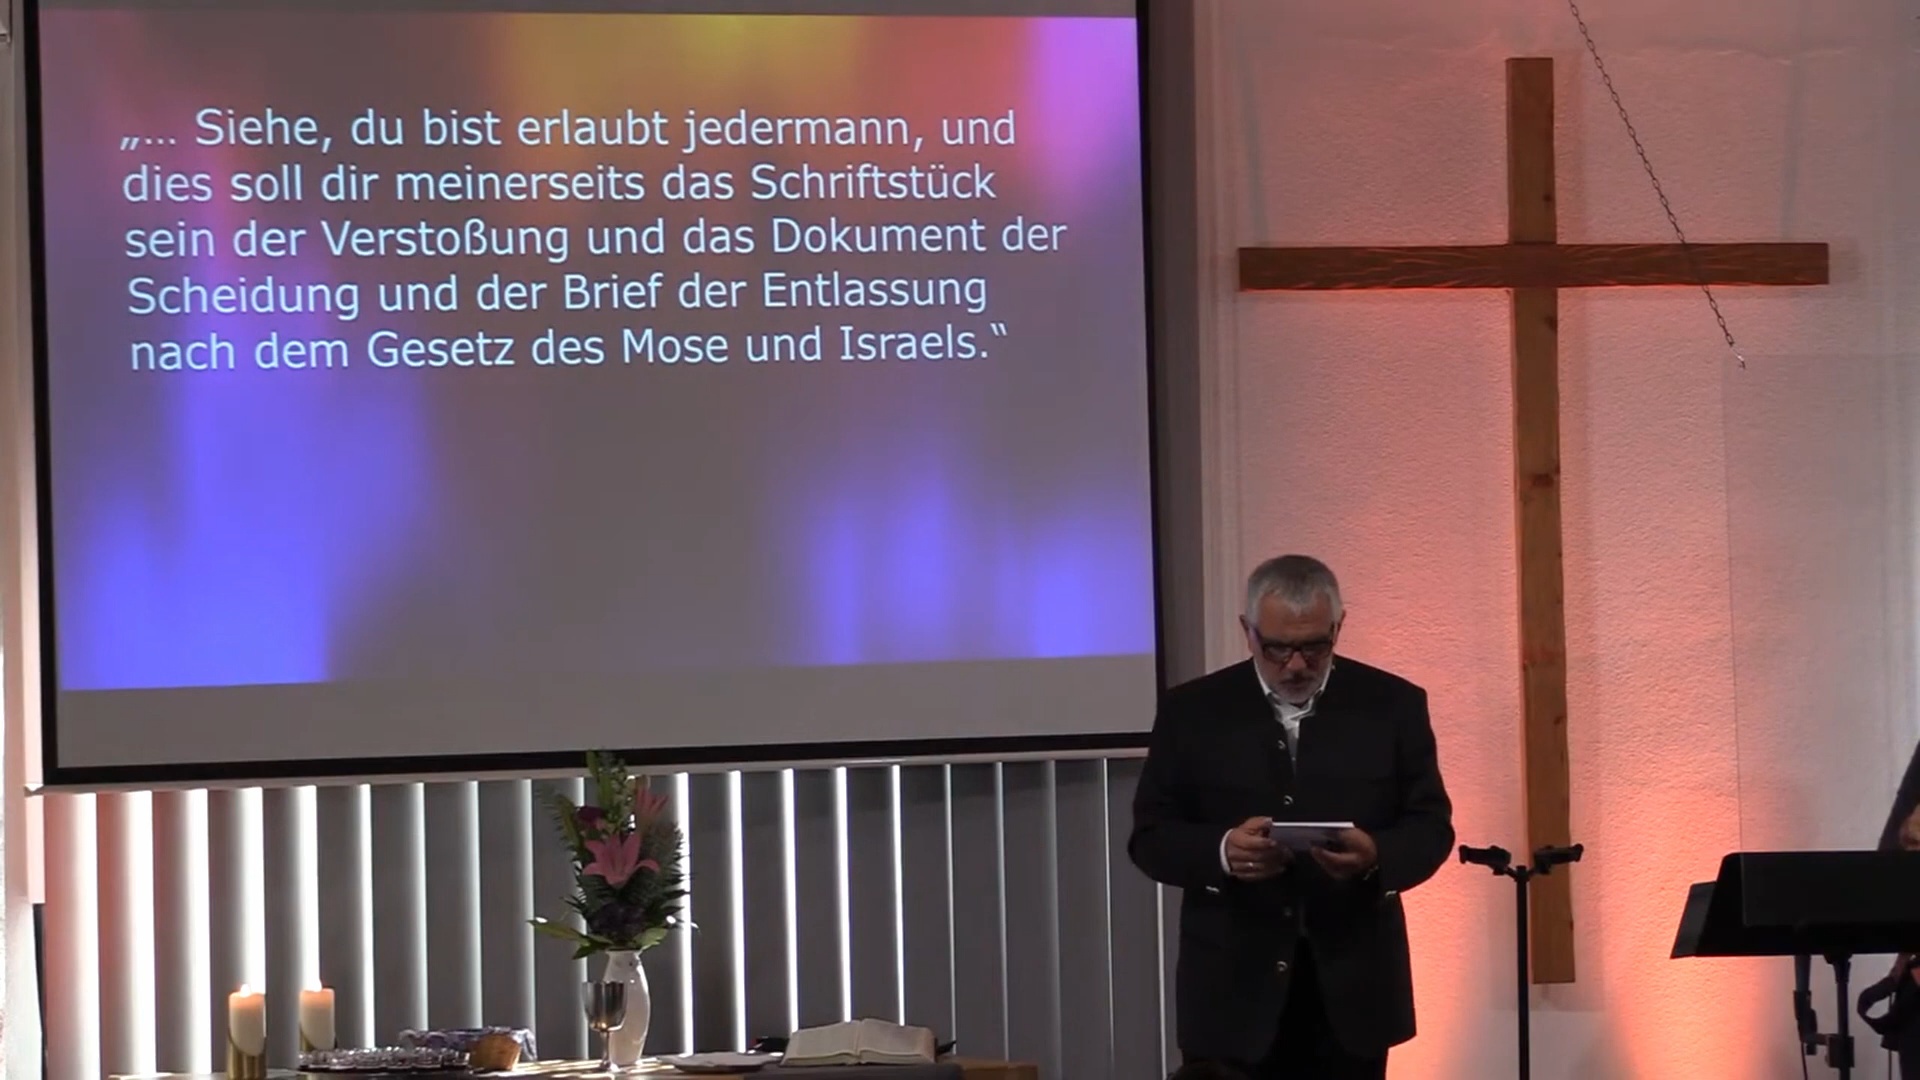 „… Siehe, du bist erlaubt jedermann, und
dies soll dir meinerseits das Schriftstück
sein der Verstoßung und das Dokument der
Scheidung und der Brief der Entlassung
nach dem Gesetz des Mose und Israels.“